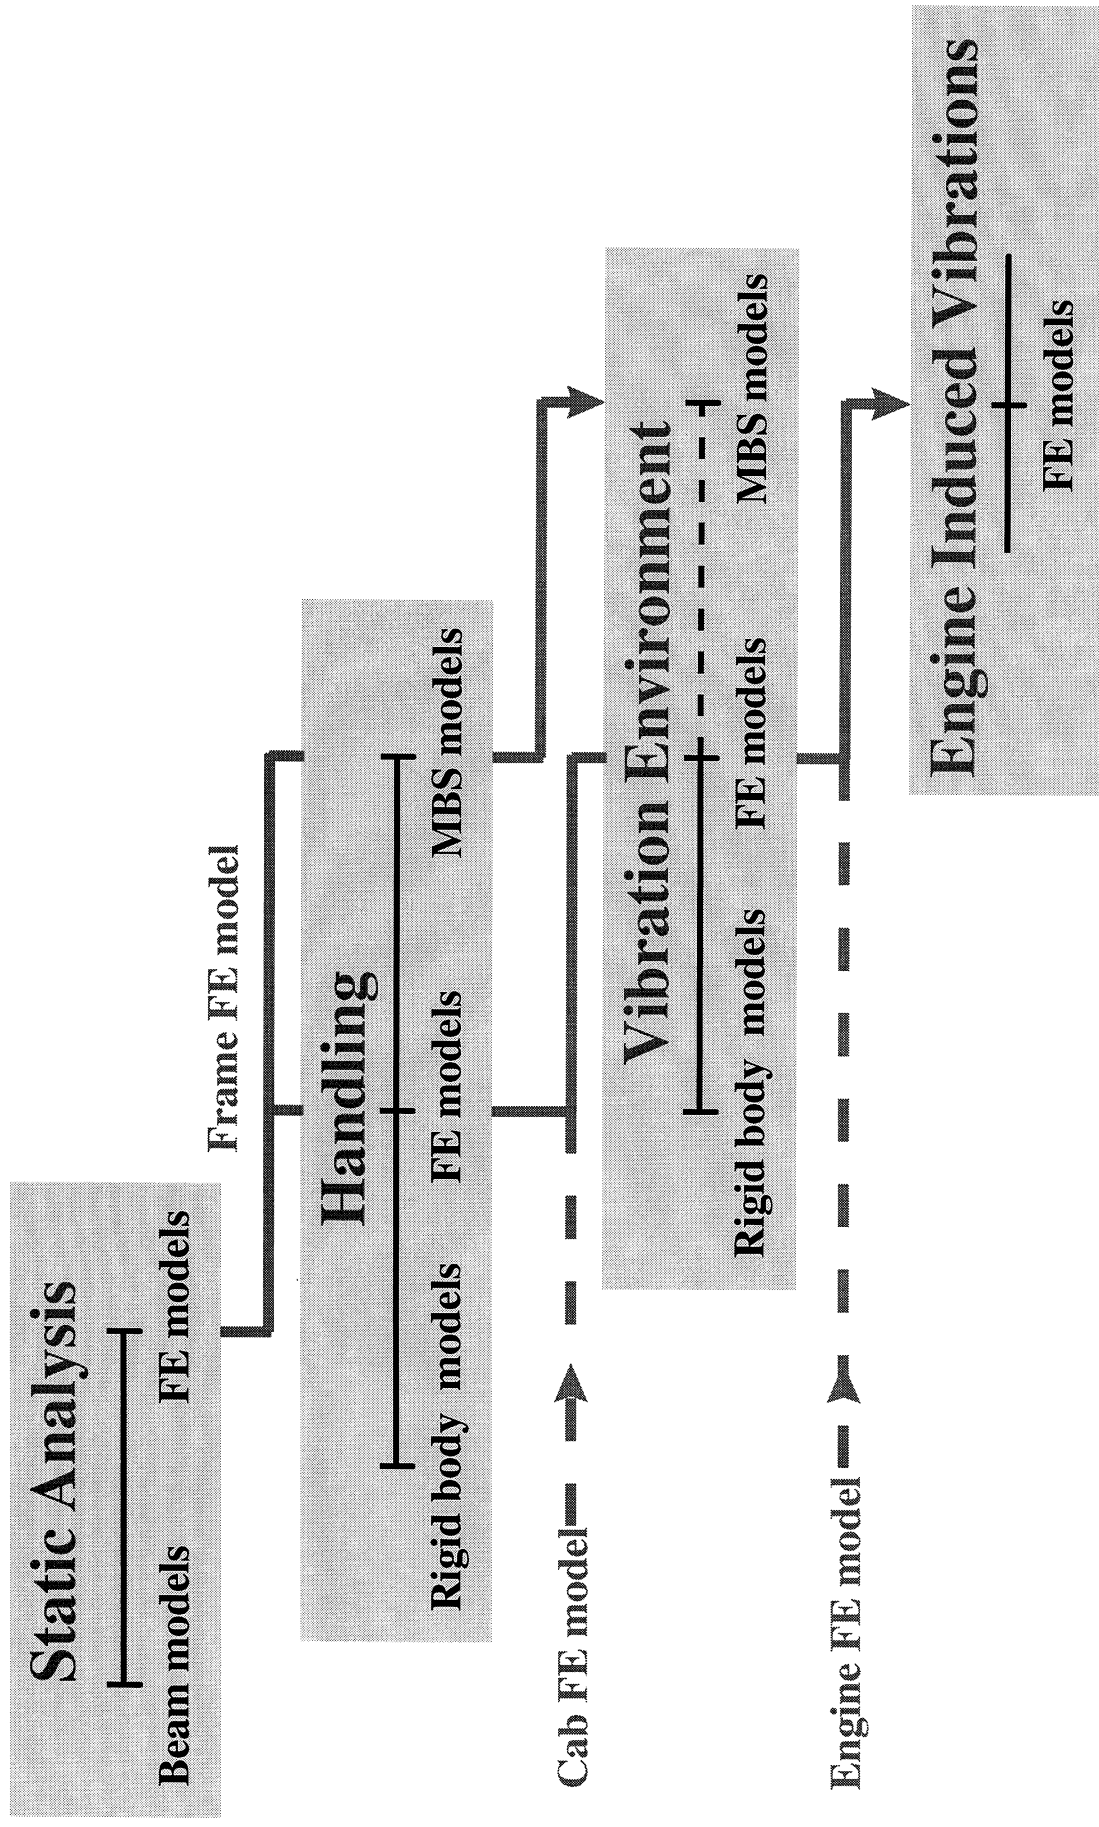 Static Analysis
Beam models
FE models
Frame FE model
Handling
Rigid body models
FE models
MBS models
Cab FE model
Vibration Environment
Rigid body models
FE models
MBS models
Engine FE model
Engine Induced Vibrations
FE models